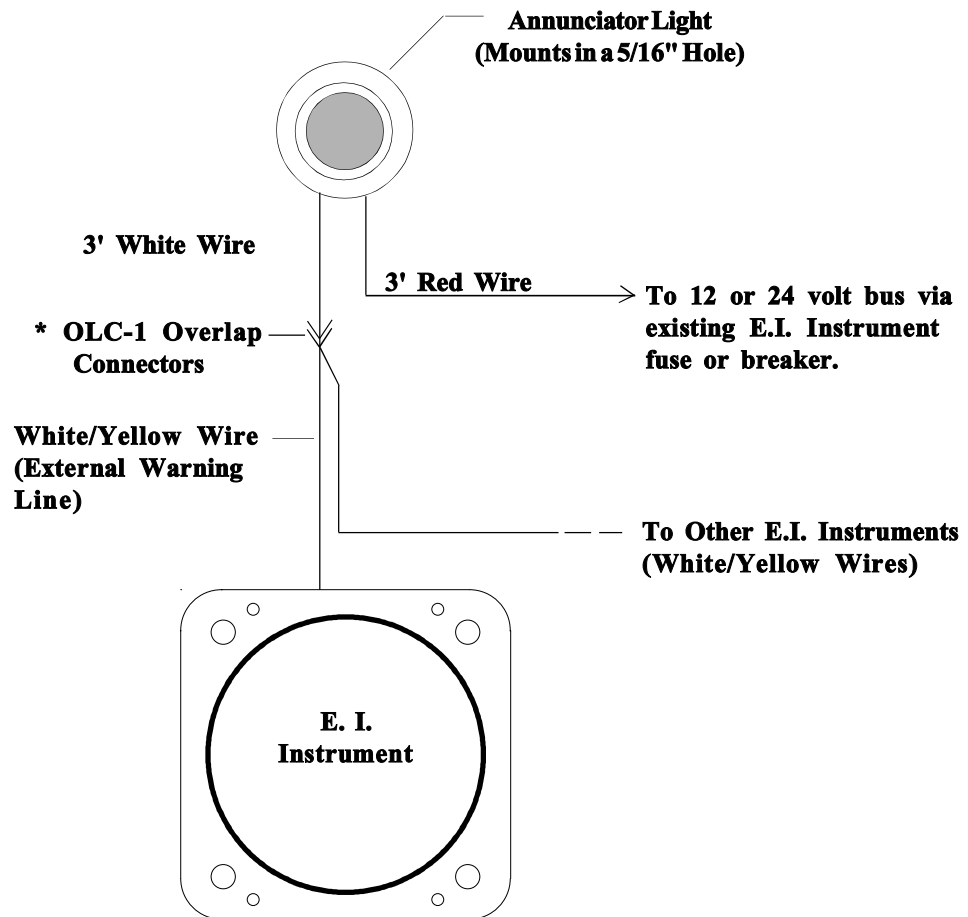 Annunciator Light
(Mounts in a 5/16" Hole)
3' White Wire
3' Red Wire
To 12 or 24 volt bus via
existing E.I. Instrument
fuse or breaker.
* OLC-1 Overlap
Connectors
White/Yellow Wire
(External Warning
Line)
To Other E.I. Instruments
(White/Yellow Wires)
E. I.
Instrument